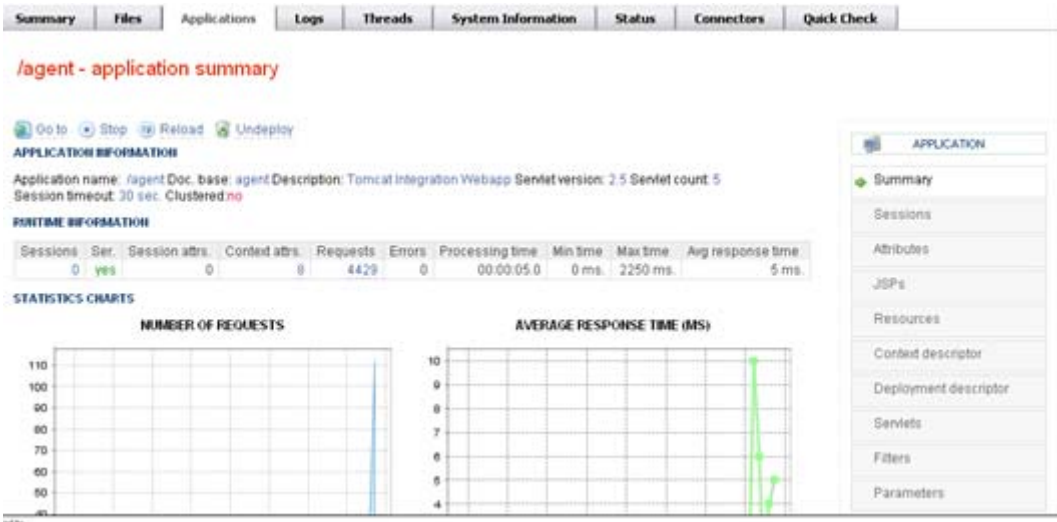 Summary Files Applications Logs Threads System Information Status Connectors Quick Check
/agent - application summary
Go to Stop Reload Undeploy
APPLICATION INFORMATION
Application name: /agent Doc. base: agent Description: Tomcat Integration Webapp Servlet version: 2.5 Servlet count: 5
Session timeout: 30 sec. Clustered:no
RUNTIME INFORMATION
Sessions Ser. Session attrs. Context attrs. Requests Errors Processing time Min time Max time Avg response time
0 yes 0 8 4429 0 00:00:05.0 0 ms. 2250 ms. 5 ms.
STATISTICS CHARTS
NUMBER OF REQUESTS
110
100
90
80
70
60
50
40
AVERAGE RESPONSE TIME (MS)
10
9
8
7
6
5
4
APPLICATION
Summary
Sessions
Attributes
JSPs
Resources
Context descriptor
Deployment descriptor
Servlets
Filters
Parameters